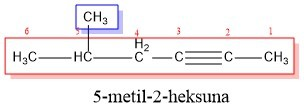 CH3
6 5 4 3 2 1
H3C HC C H2 CH3
5-metil-2-heksuna